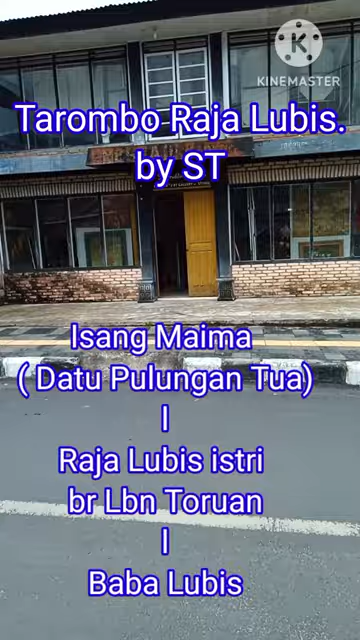 KINEMASTER
Tarombo Raja Lubis.
by ST
Isang Maima
( Datu Pulungan Tua)
I
Raja Lubis istri
br Lbn Toruan
I
Baba Lubis